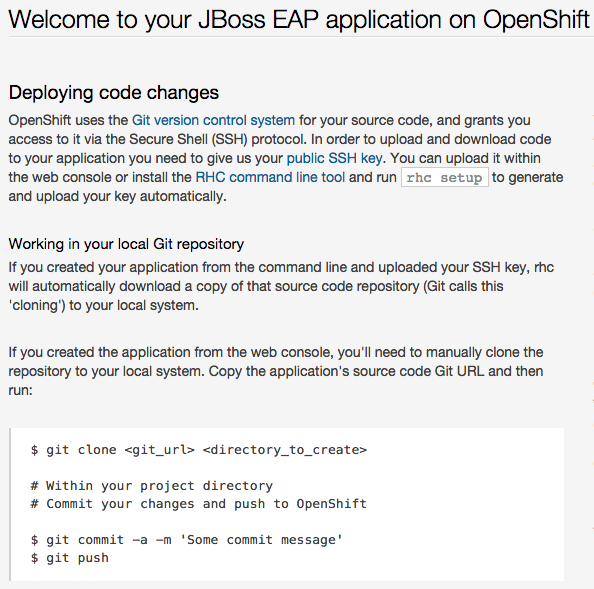 Welcome to your JBoss EAP application on OpenShift
Deploying code changes
OpenShift uses the Git version control system for your source code, and grants you
access to it via the Secure Shell (SSH) protocol. In order to upload and download code
to your application you need to give us your public SSH key. You can upload it within
the web console or install the RHC command line tool and run rhc setup to generate
and upload your key automatically.
Working in your local Git repository
If you created your application from the command line and uploaded your SSH key, rhc
will automatically download a copy of that source code repository (Git calls this
'cloning') to your local system.
If you created the application from the web console, you'll need to manually clone the
repository to your local system. Copy the application's source code Git URL and then
run:
$ git clone <git_url> <directory_to_create>
# Within your project directory
# Commit your changes and push to OpenShift
$ git commit -a -m 'Some commit message'
$ git push